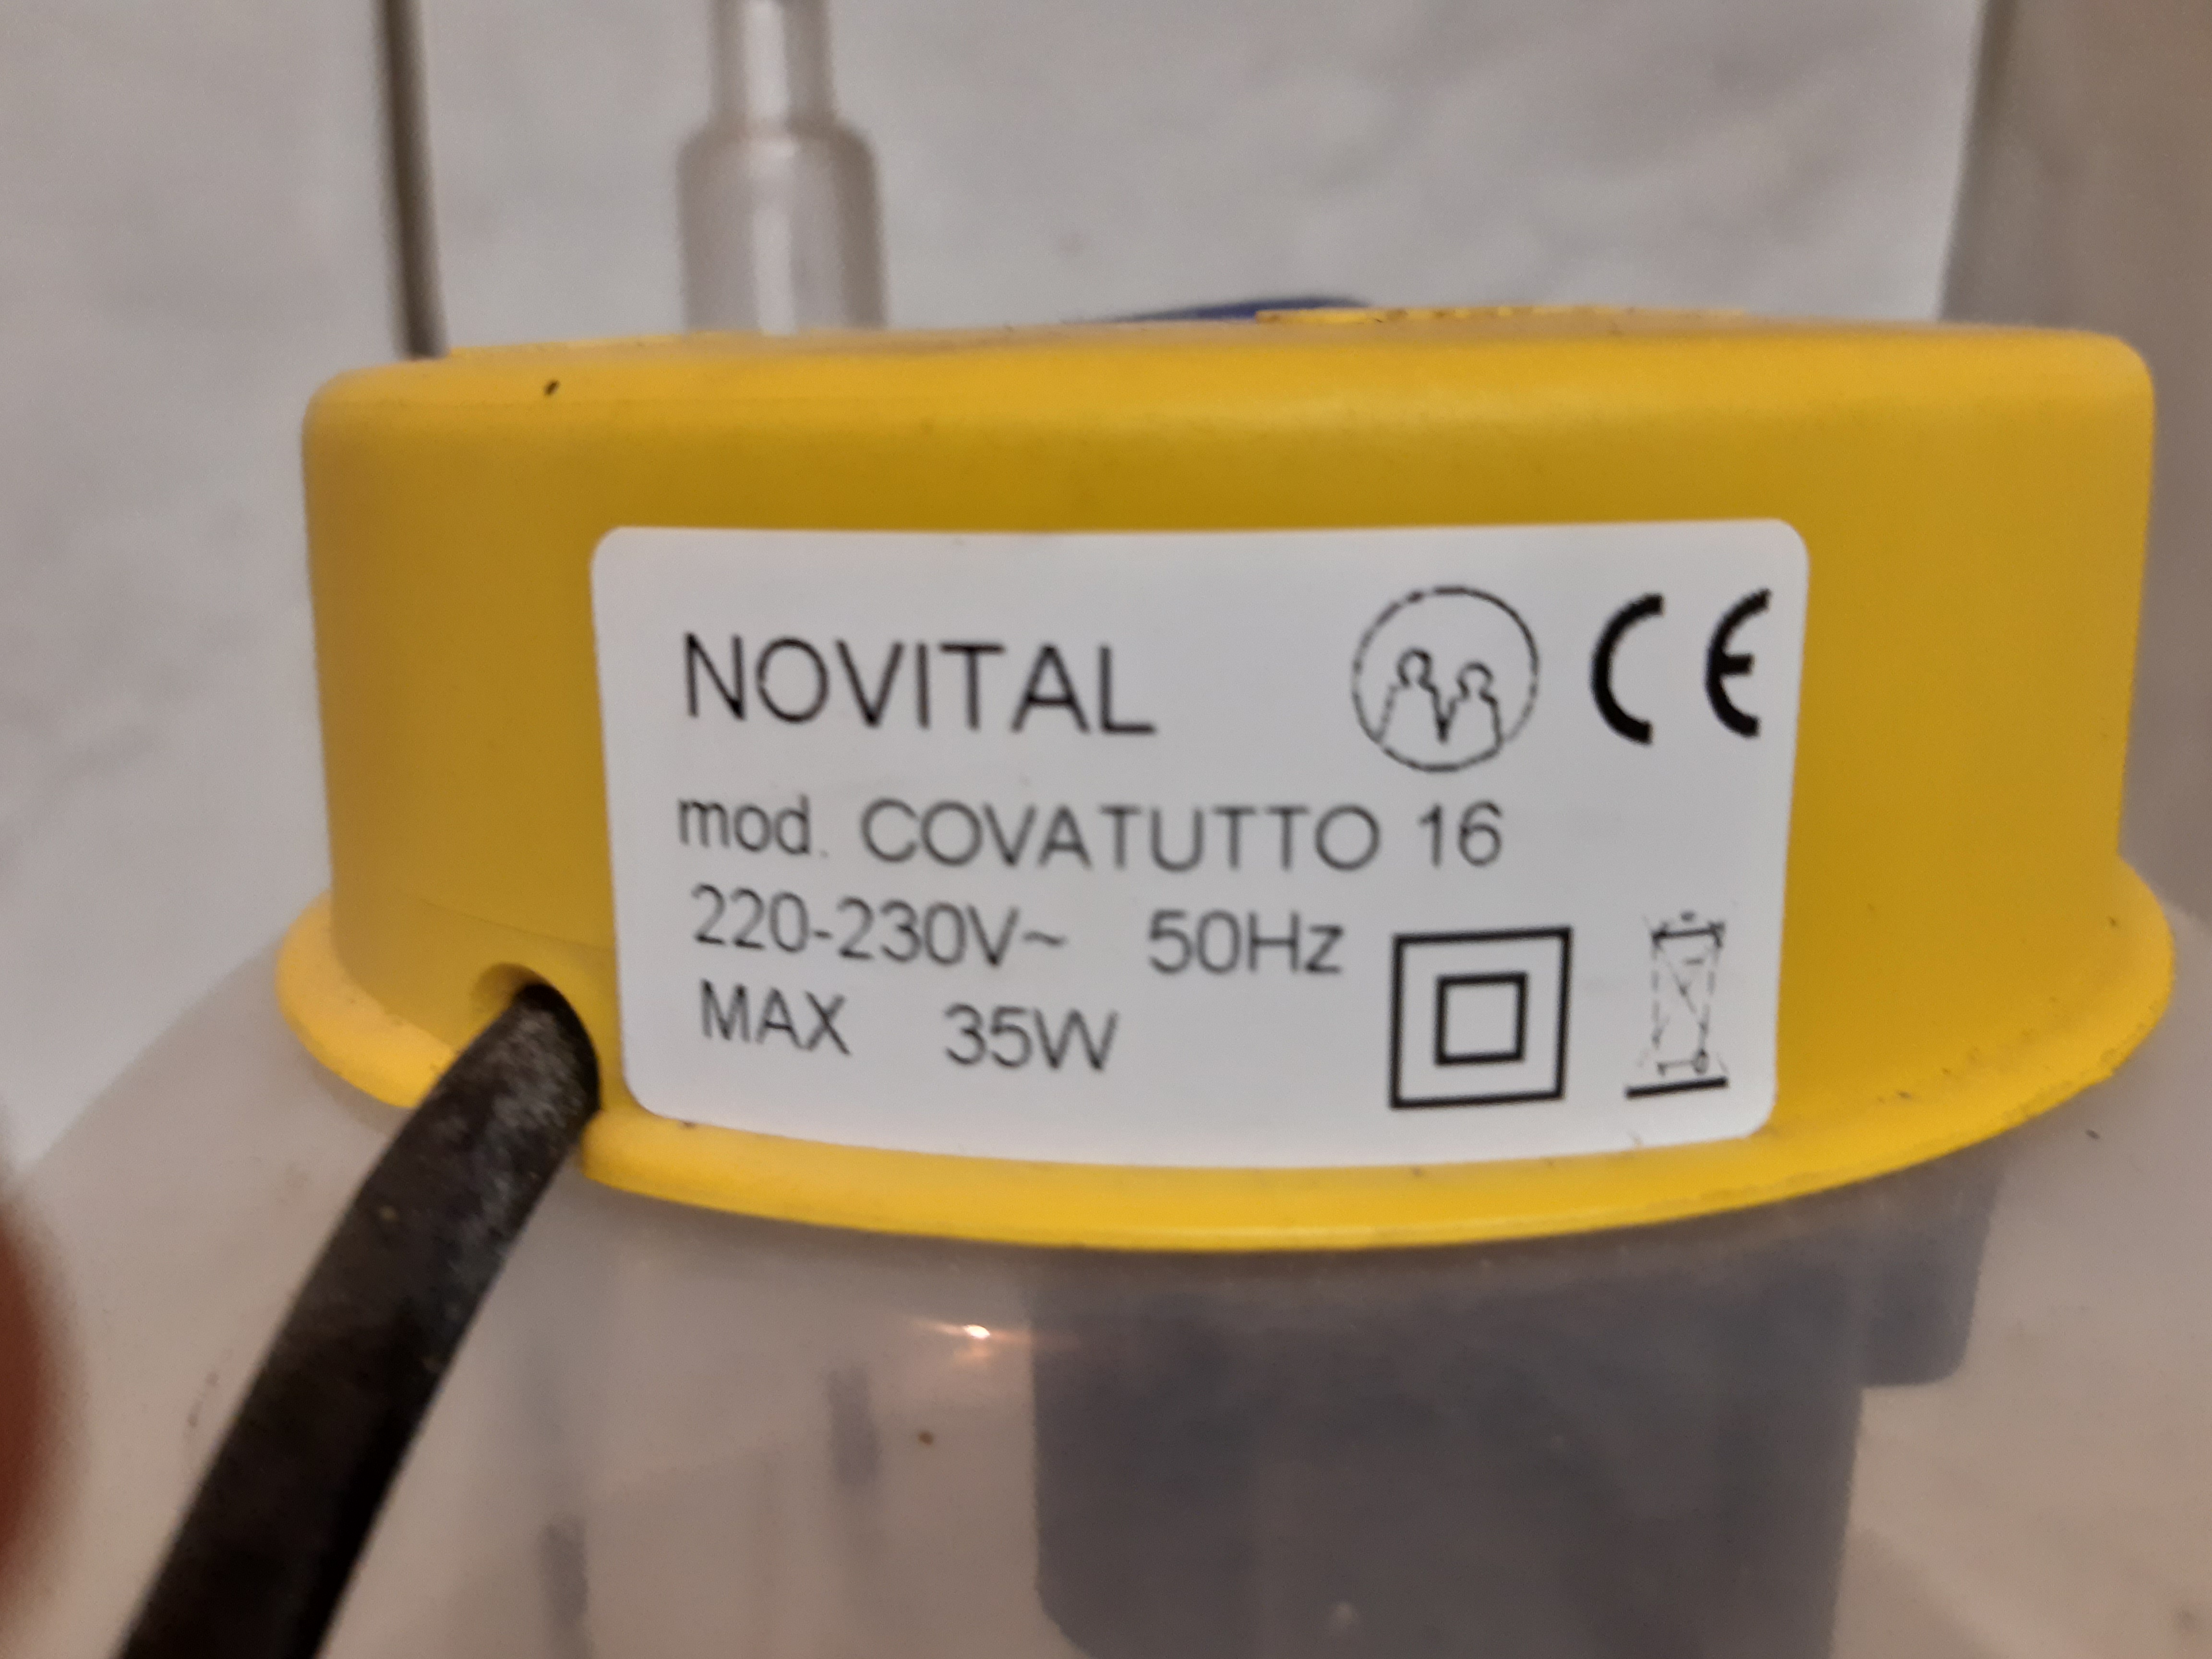 NOVITAL CE
mod. COVATUTTO 16
220-230V~ 50Hz
MAX 35W